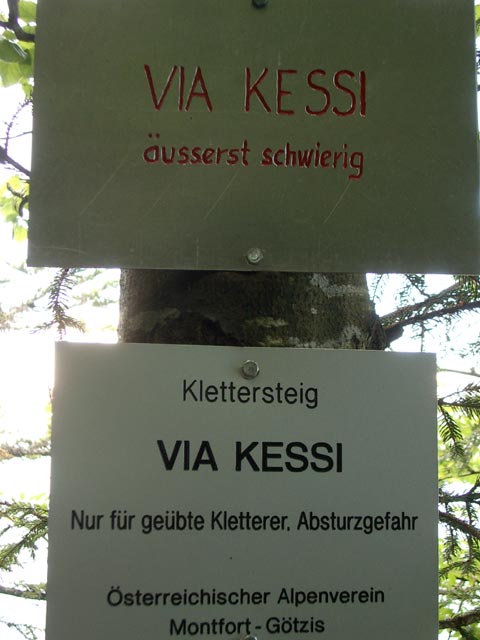 VIA KESSI
äusserst schwierig
Klettersteig
VIA KESSI
Nur für geübte Kletterer, Absturzgefahr
Österreichischer Alpenverein
Montfort - Götzis